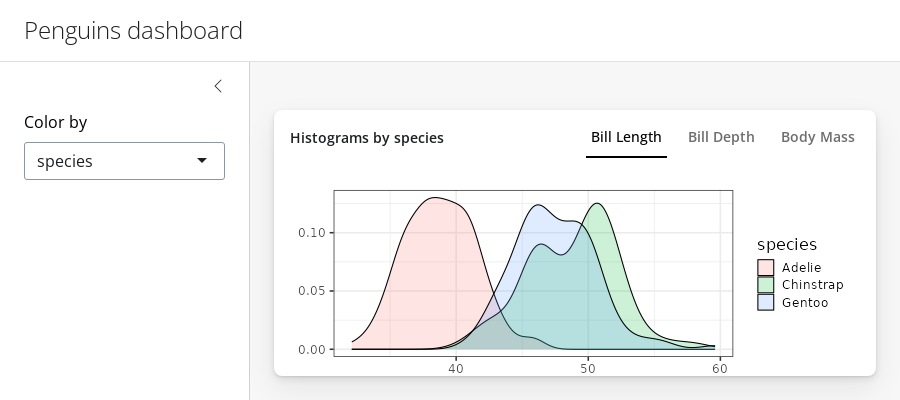 Penguins dashboard
Color by
species
Histograms by species
Bill Length
Bill Depth
Body Mass
0.10
0.05
0.00
40
50
60
species
Adelie
Chinstrap
Gentoo